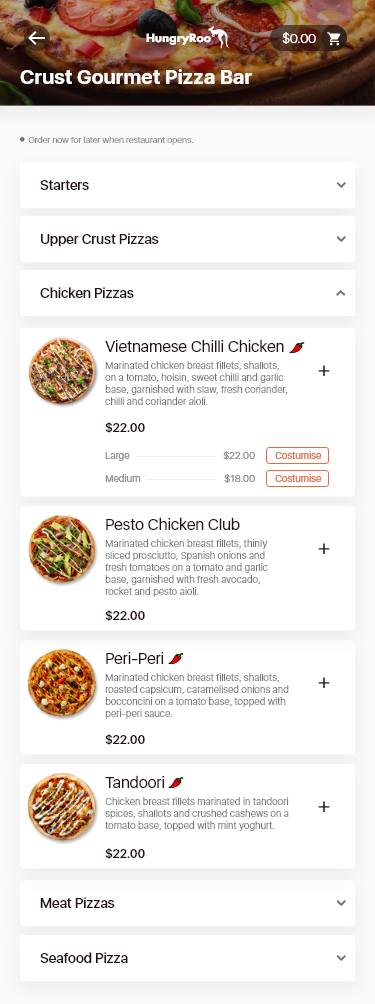 HungryRoo
$0.00
Crust Gourmet Pizza Bar
Order now for later when restaurant opens.
Starters
Upper Crust Pizzas
Chicken Pizzas
Vietnamese Chilli Chicken
Marinated chicken breast fillets, shallots,
on a tomato, hoisin, sweet chilli and garlic
base, garnished with slaw, fresh coriander,
chilli and coriander aioli.
$22.00
Large $22.00 Costumise
Medium $18.00 Costumise
Pesto Chicken Club
Marinated chicken breast fillets, thinly
sliced prosciutto, Spanish onions and
fresh tomatoes on a tomato and garlic
base, garnished with fresh avocado,
rocket and pesto aioli.
$22.00
Peri-Peri
Marinated chicken breast fillets, shallots,
roasted capsicum, caramelised onions and
bocconcini on a tomato base, topped with
peri-peri sauce.
$22.00
Tandoori
Chicken breast fillets marinated in tandoori
spices, shallots and crushed cashews on a
tomato base, topped with mint yoghurt.
$22.00
Meat Pizzas
Seafood Pizza